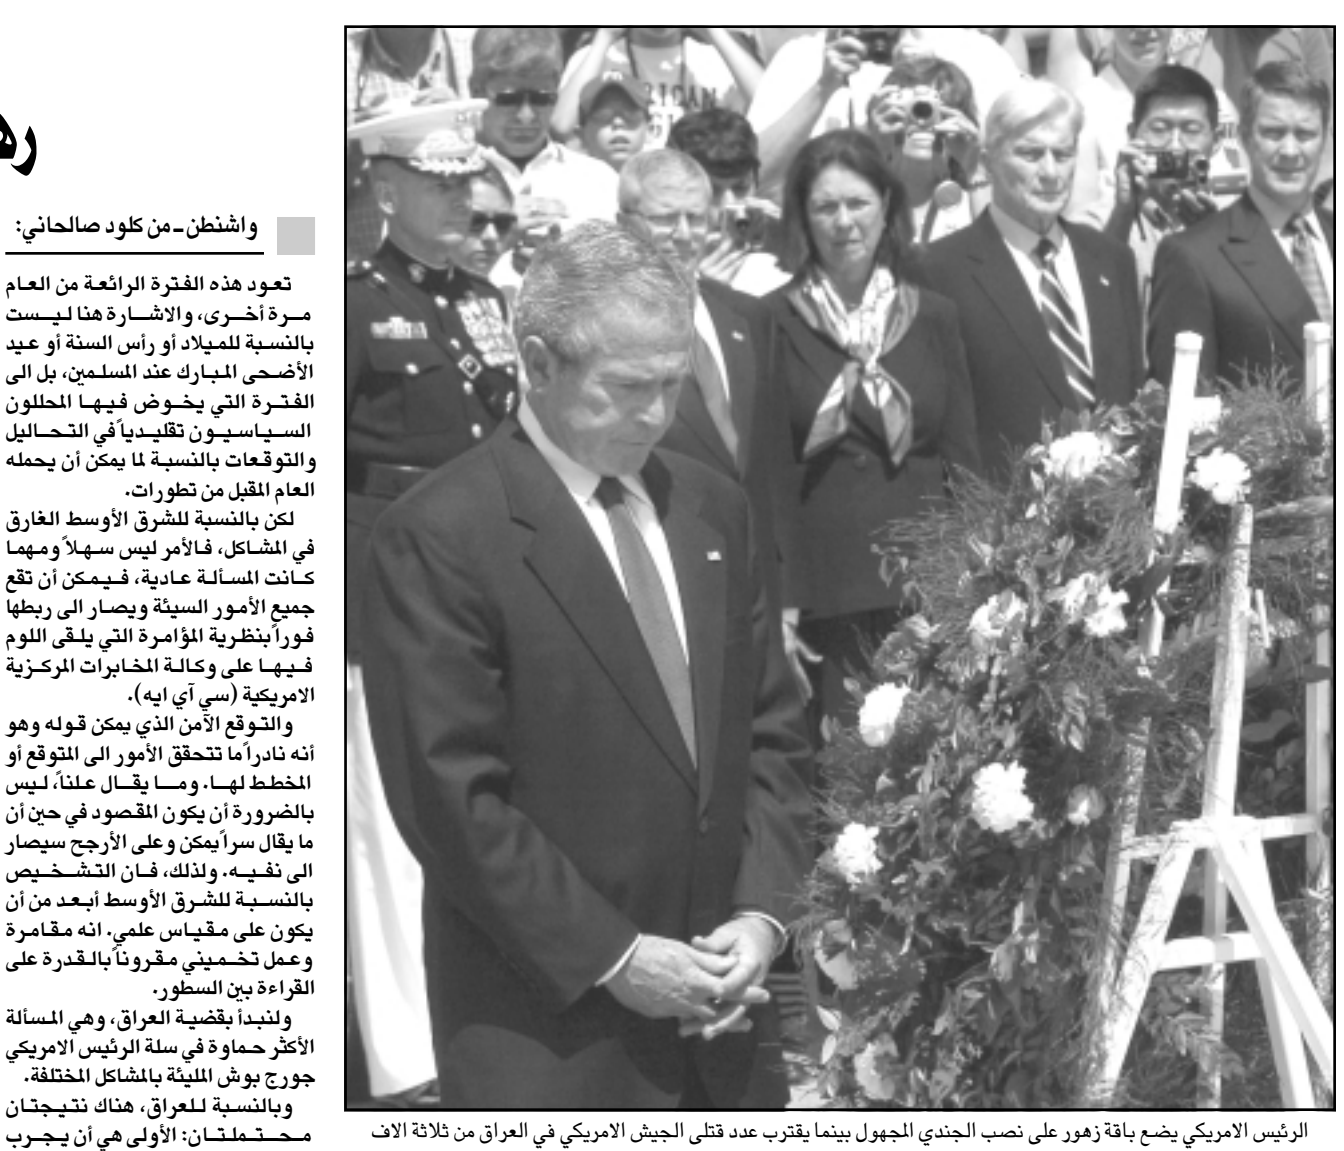 واشنطن ـ من كلود صالحاني:
تعود هذه الفترة الرائعة من العام
مرة أخرى، والاشارة هنا ليست
بالنسبة للميلاد أو رأس السنة أو عيد
الأضحى المبارك عند المسلمين، بل الى
الفترة التي يخوض فيها المحللون
السياسيون تقليدياً في التحاليل
والتوقعات بالنسبة لما يمكن أن يحمله
العام المقبل من تطورات.
لكن بالنسبة للشرق الأوسط الغارق
في المشاكل، فالأمر ليس سهلاً ومهما
كانت المسألة عادية، فيمكن أن تقع
جميع الأمور السيئة ويصار الى ربطها
فوراً بنظرية المؤامرة التي يلقى اللوم
فيها على وكالة المخابرات المركزية
الامريكية (سي آي ايه).
والتوقع الآمن الذي يمكن قوله وهو
أنه نادراً ما تتحقق الأمور الى المتوقع أو
المخطط لها. وما يقال علناً، ليس
بالضرورة أن يكون المقصود في حين أن
ما يقال سراً يمكن وعلى الأرجح سيصار
الى نفيه. ولذلك، فان التشخيص
بالنسبة للشرق الأوسط أبعد من أن
يكون على مقياس علمي. انه مقامرة
وعمل تخميني مقروناً بالقدرة على
القراءة بين السطور.
ولنبدأ بقضية العراق، وهي المسألة
الأكثر حماوة في سلة الرئيس الامريكي
جورج بوش المليئة بالمشاكل المختلفة.
وبالنسبة للعراق، هناك نتيجتان
محتملتان: الأولى هي أن يجرب
الرئيس الامريكي يضع باقة زهور على نصب الجندي المجهول بينما يقترب عدد قتلى الجيش الامريكي في العراق من ثلاثة الاف